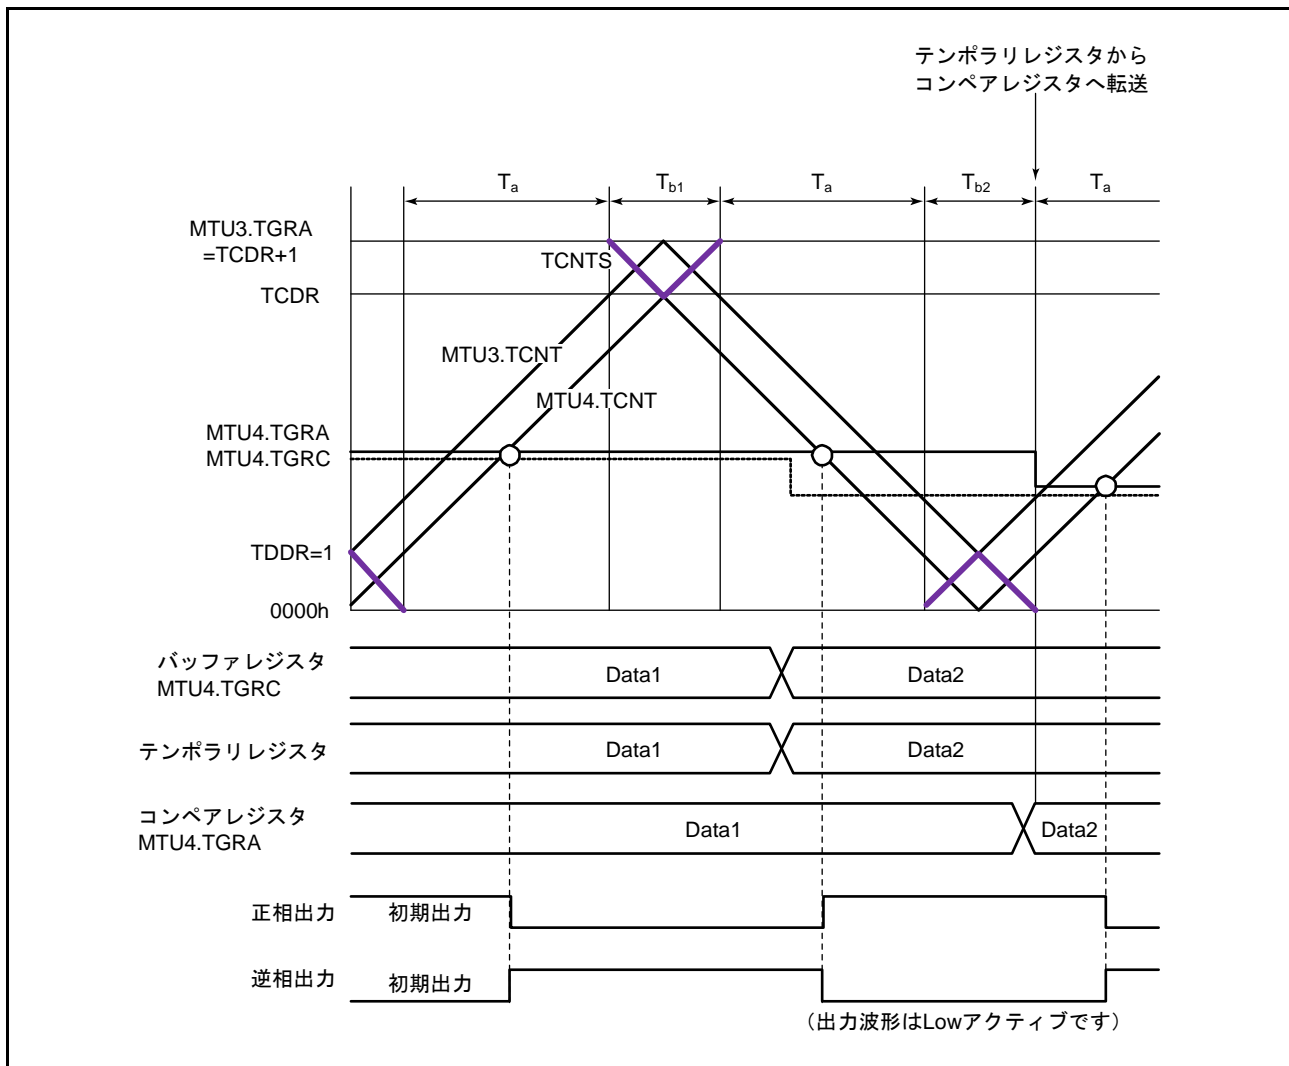 テンポラリレジスタから
コンペアレジスタへ転送
Ta Tb1 Ta Tb2 Ta
MTU3.TGRA
=TCDR+1
TCNTS
TCDR
MTU3.TCNT
MTU4.TCNT
MTU4.TGRA
MTU4.TGRC
TDDR=1
0000h
バッファレジスタ
MTU4.TGRC
Data1 Data2
テンポラリレジスタ Data1 Data2
コンペアレジスタ
MTU4.TGRA
Data1 Data2
正相出力 初期出力
逆相出力 初期出力
（出力波形はLowアクティブです）